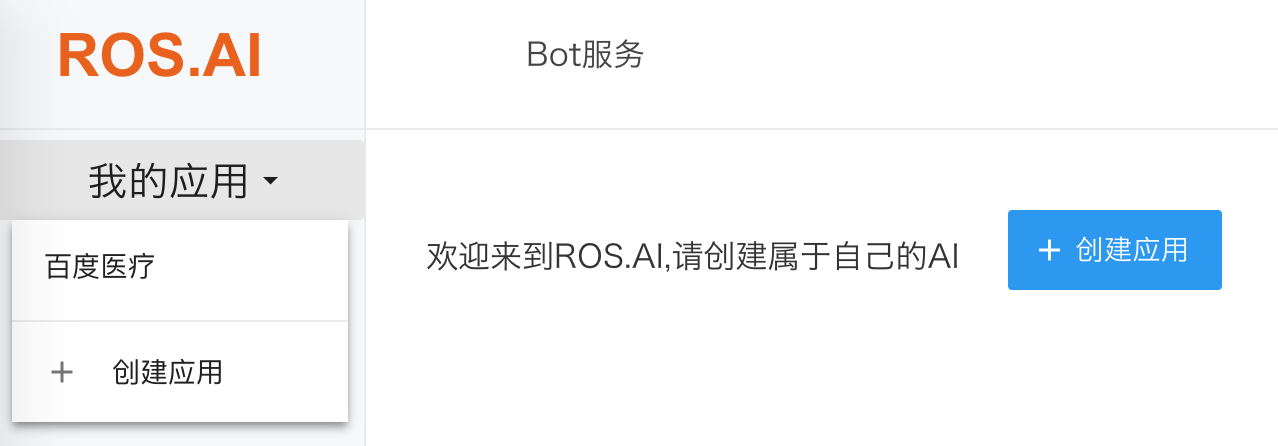 ROS.AI
Bot服务
我的应用
百度医疗
+ 创建应用
欢迎来到ROS.AI,请创建属于自己的AI
+ 创建应用